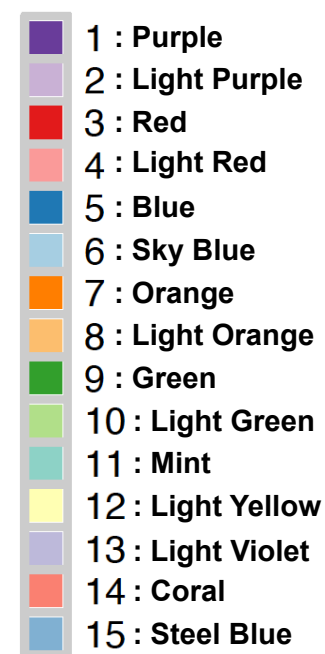 1 : Purple
2 : Light Purple
3 : Red
4 : Light Red
5 : Blue
6 : Sky Blue
7 : Orange
8 : Light Orange
9 : Green
10 : Light Green
11 : Mint
12 : Light Yellow
13 : Light Violet
14 : Coral
15 : Steel Blue